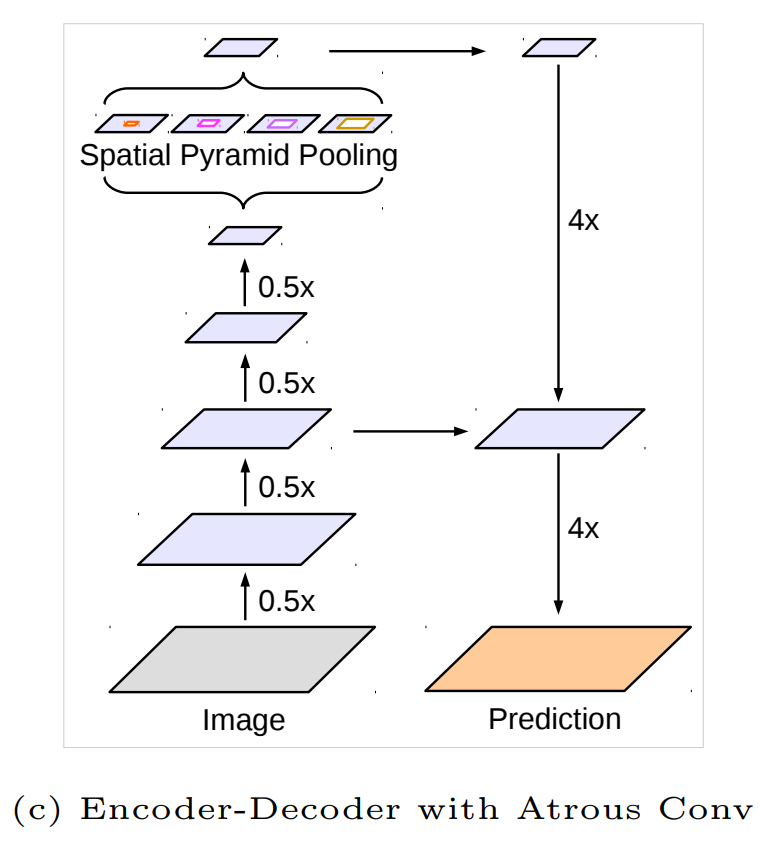 Spatial Pyramid Pooling
4x
0.5x
0.5x
0.5x
4x
0.5x
Image
Prediction
(c) Encoder-Decoder with Atrous Conv